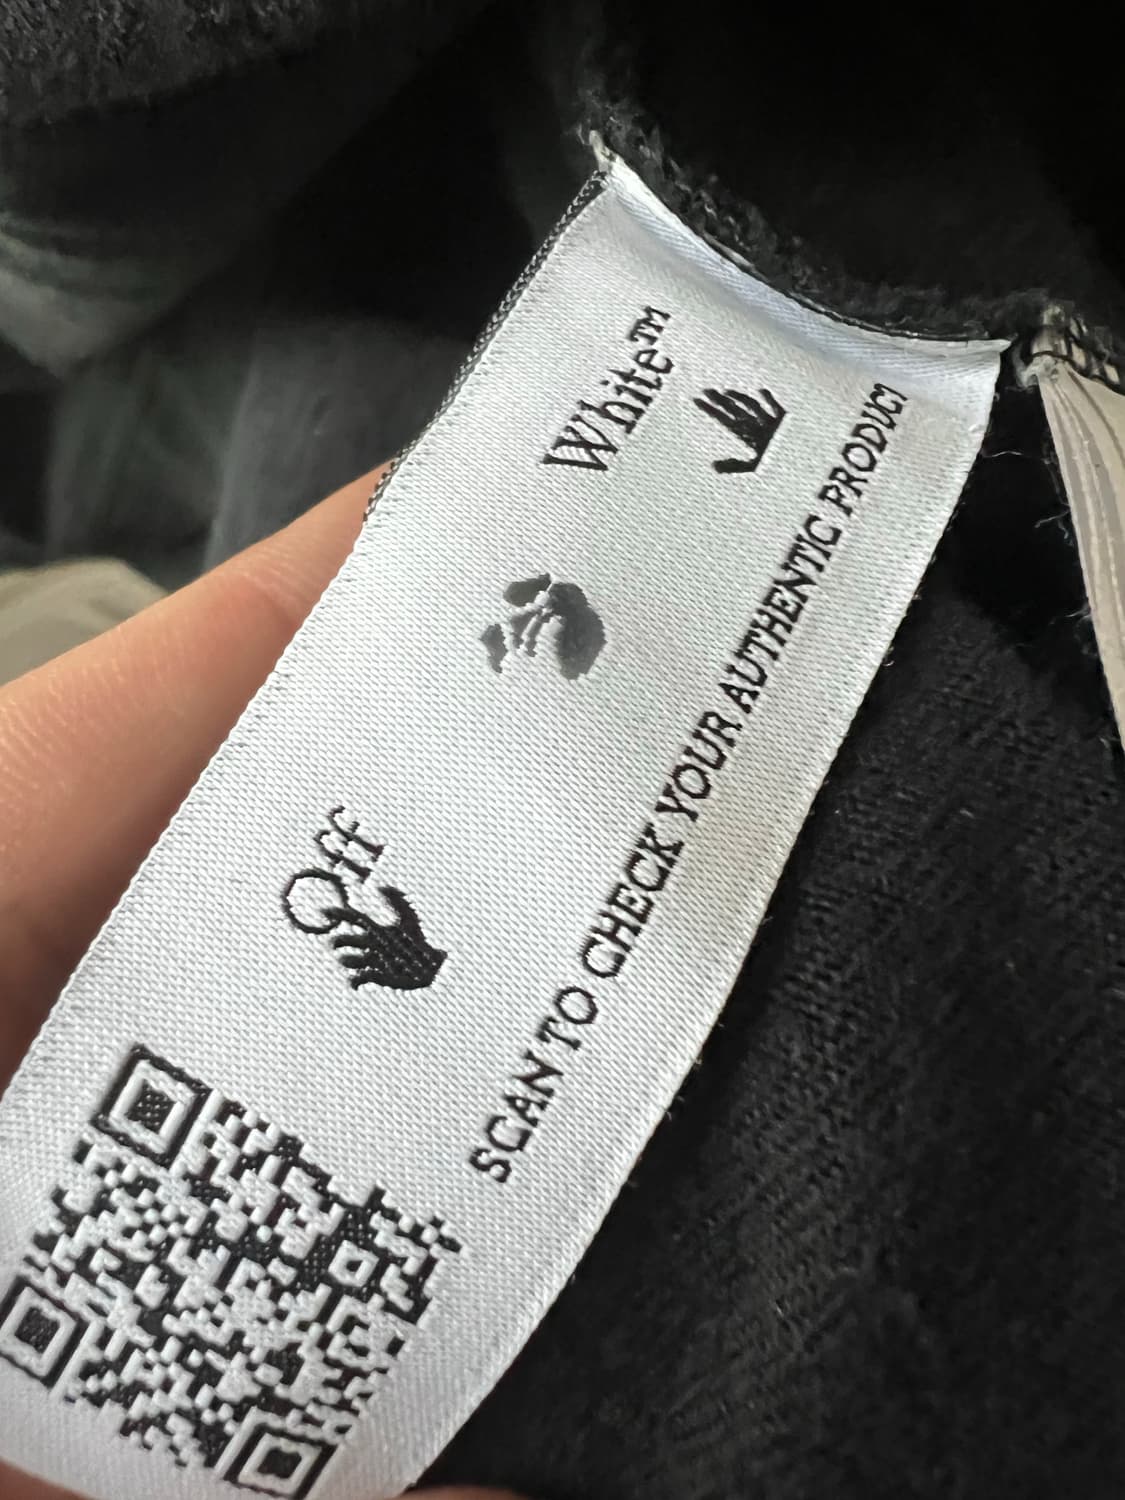 Off White™
SCAN TO CHECK YOUR AUTHENTIC PRODUCT